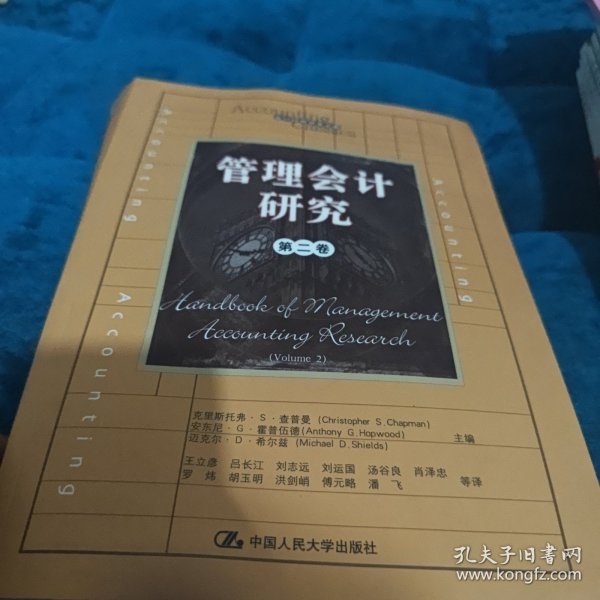 Accounting
Classics
管理会计
研究
第二卷
Handbook of Management
Accounting Research
(Volume 2)
Accounting
Accounting
Accounting
克里斯托弗·S·查普曼 (Christopher S. Chapman)
安东尼·G·霍普伍德 (Anthony G. Hopwood)
迈克尔·D·希尔兹 (Michael D. Shields)
主编
王立彦 吕长江 刘志远 刘运国 汤谷良 肖泽忠
罗炜 胡玉明 洪剑峭 傅元略 潘飞 等译
中国人民大学出版社
孔夫子旧书网
www.kongfz.com